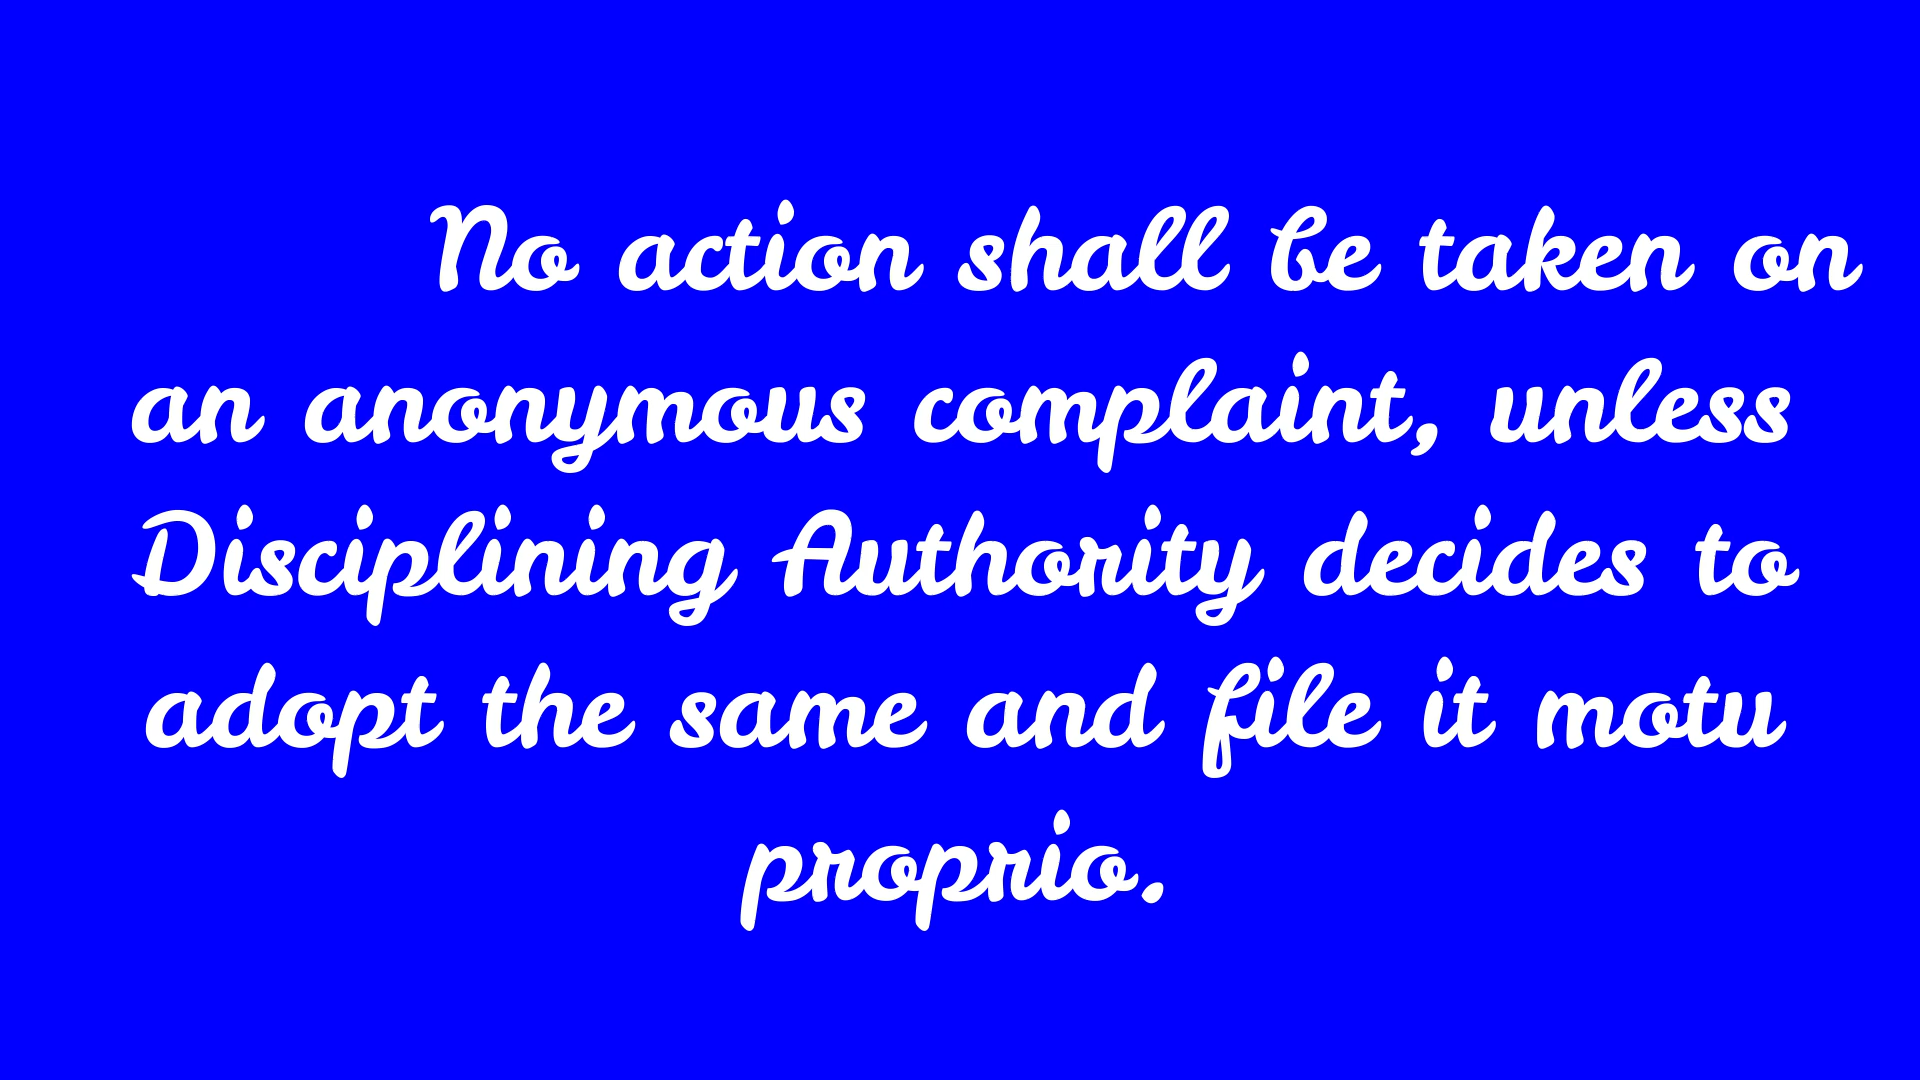 No action shall be taken on
an anonymous complaint, unless
Disciplining Authority decides to
adopt the same and file it motu
proprio.